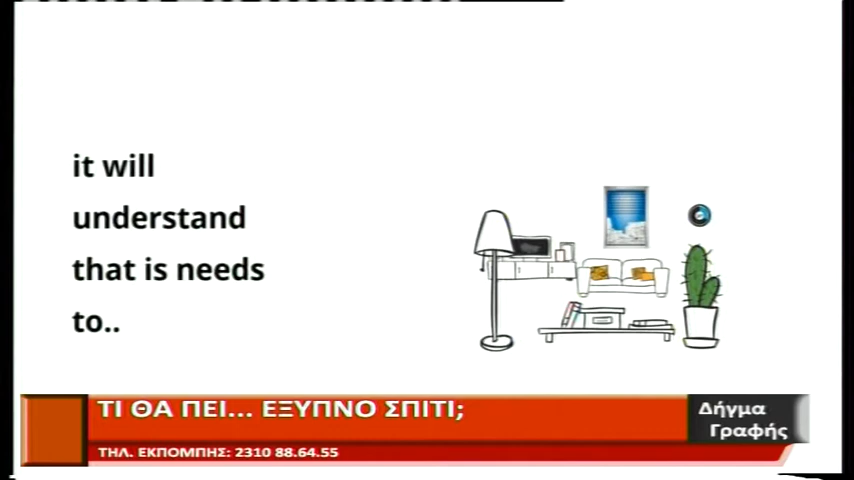 it will
understand
that is needs
to..
ΤΙ ΘΑ ΠΕΙ... ΕΞΥΠΝΟ ΣΠΙΤΙ;
Δήγμα
Γραφής
ΤΗΛ. ΕΚΠΟΜΠΗΣ: 2310 88.64.55